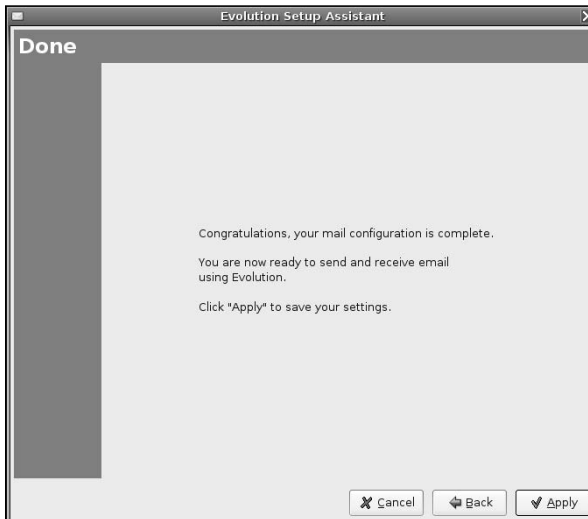 Evolution Setup Assistant
Done
Congratulations, your mail configuration is complete.
You are now ready to send and receive email
using Evolution.
Click "Apply" to save your settings.
Cancel
Back
Apply